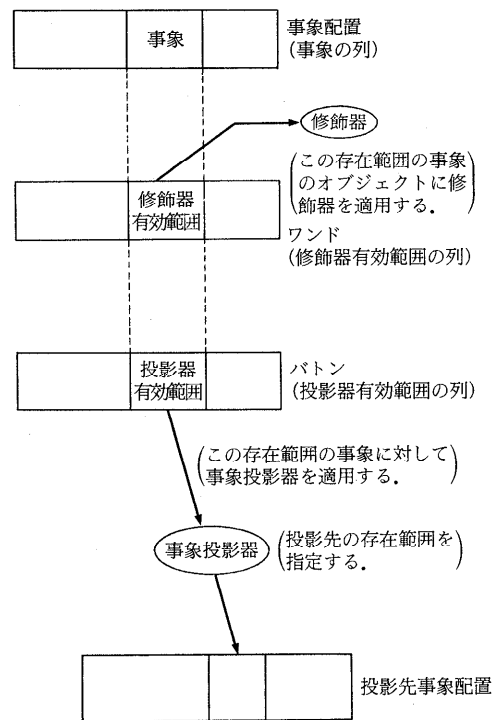 事象
事象配置
(事象の列)
修飾器
(この存在範囲の事象
のオブジェクトに修
飾器を適用する.)
修飾器
有効範囲
ワンド
(修飾器有効範囲の列)
投影器
有効範囲
バトン
(投影器有効範囲の列)
(この存在範囲の事象に対して
事象投影器を適用する.)
事象投影器
(投影先の存在範囲を
指定する.)
投影先事象配置